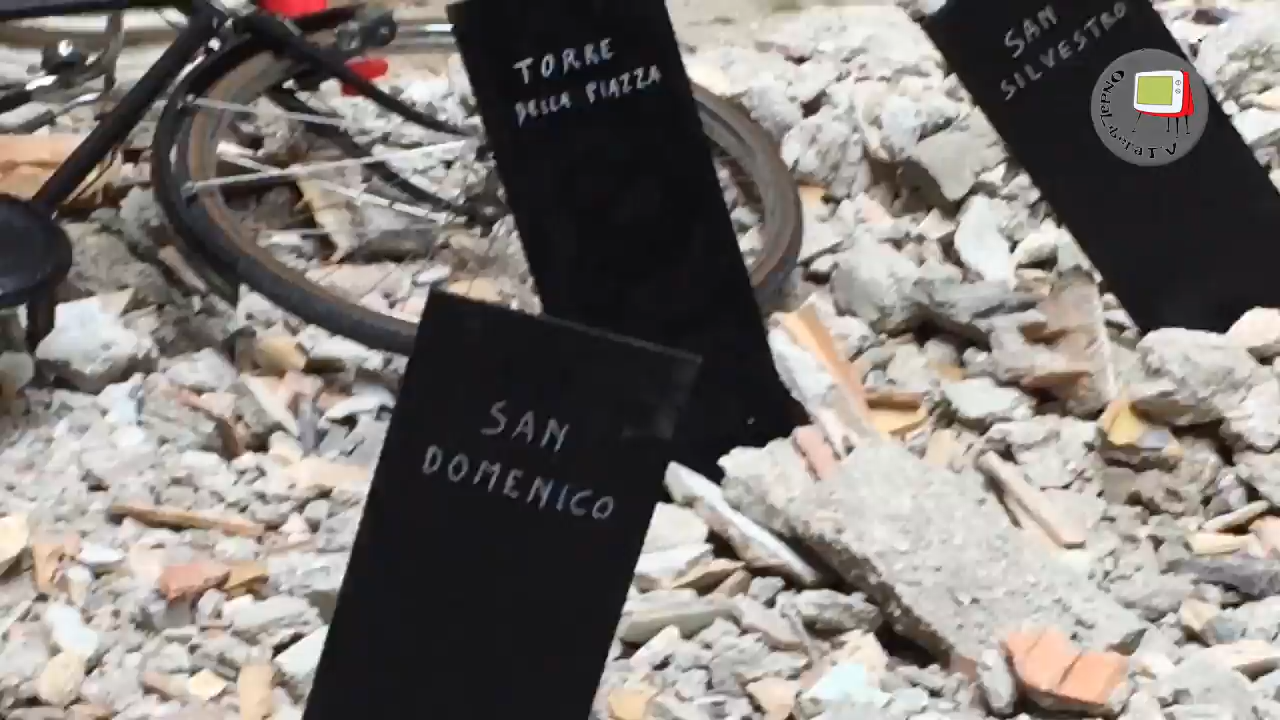 TORRE
DELLA PIAZZA
SAN
SILVESTRO
SAN
DOMENICO